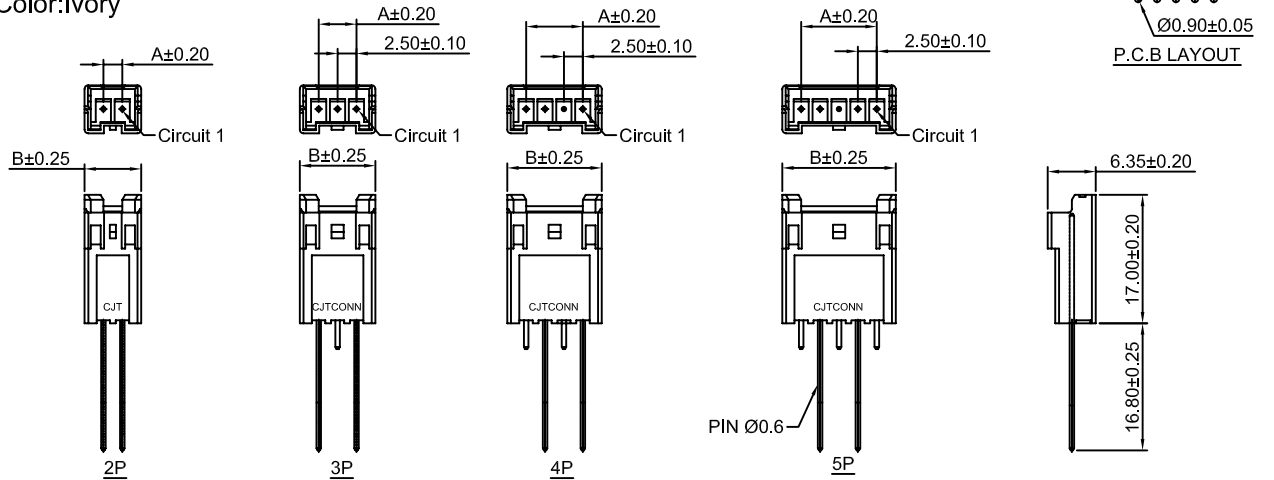 Color:Ivory
A±0.20
A±0.20
2.50±0.10
A±0.20
2.50±0.10
A±0.20
2.50±0.10
Ø0.90±0.05
P.C.B LAYOUT
Circuit 1
Circuit 1
Circuit 1
Circuit 1
B±0.25
B±0.25
B±0.25
B±0.25
6.35±0.20
17.00±0.20
16.80±0.25
CJT
CJTCONN
CJTCONN
CJTCONN
PIN Ø0.6
2P
3P
4P
5P